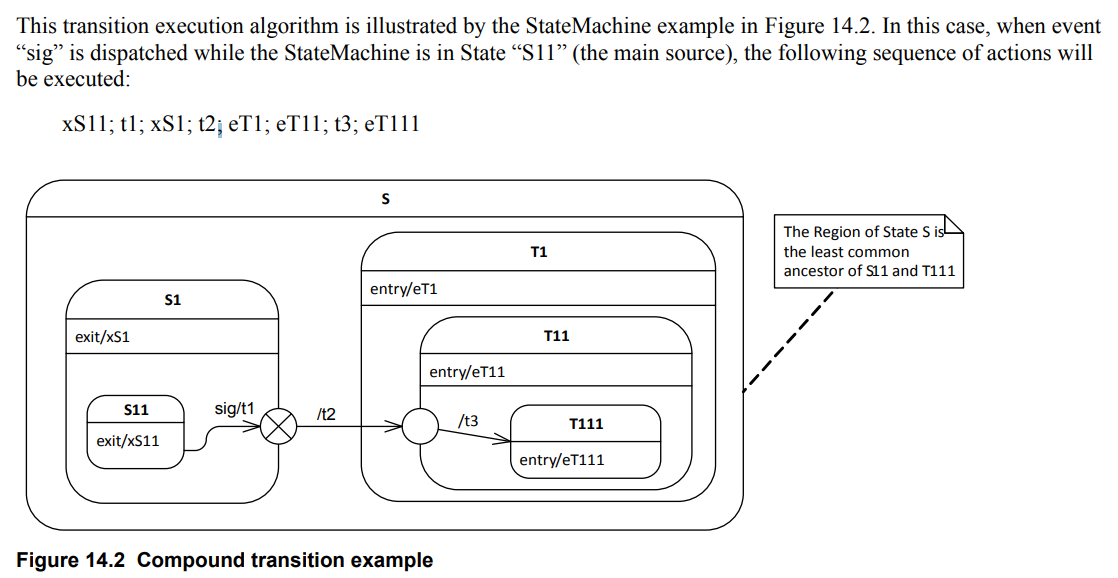 This transition execution algorithm is illustrated by the StateMachine example in Figure 14.2. In this case, when event
“sig” is dispatched while the StateMachine is in State “S11” (the main source), the following sequence of actions will
be executed:
xS11; t1; xS1; t2; eT1; eT11; t3; eT111
S
T1
entry/eT1
S1
exit/xS1
T11
entry/eT11
S11
exit/xS11
sig/t1
/t2
/t3
T111
entry/eT111
The Region of State S is
the least common
ancestor of S11 and T111
Figure 14.2 Compound transition example